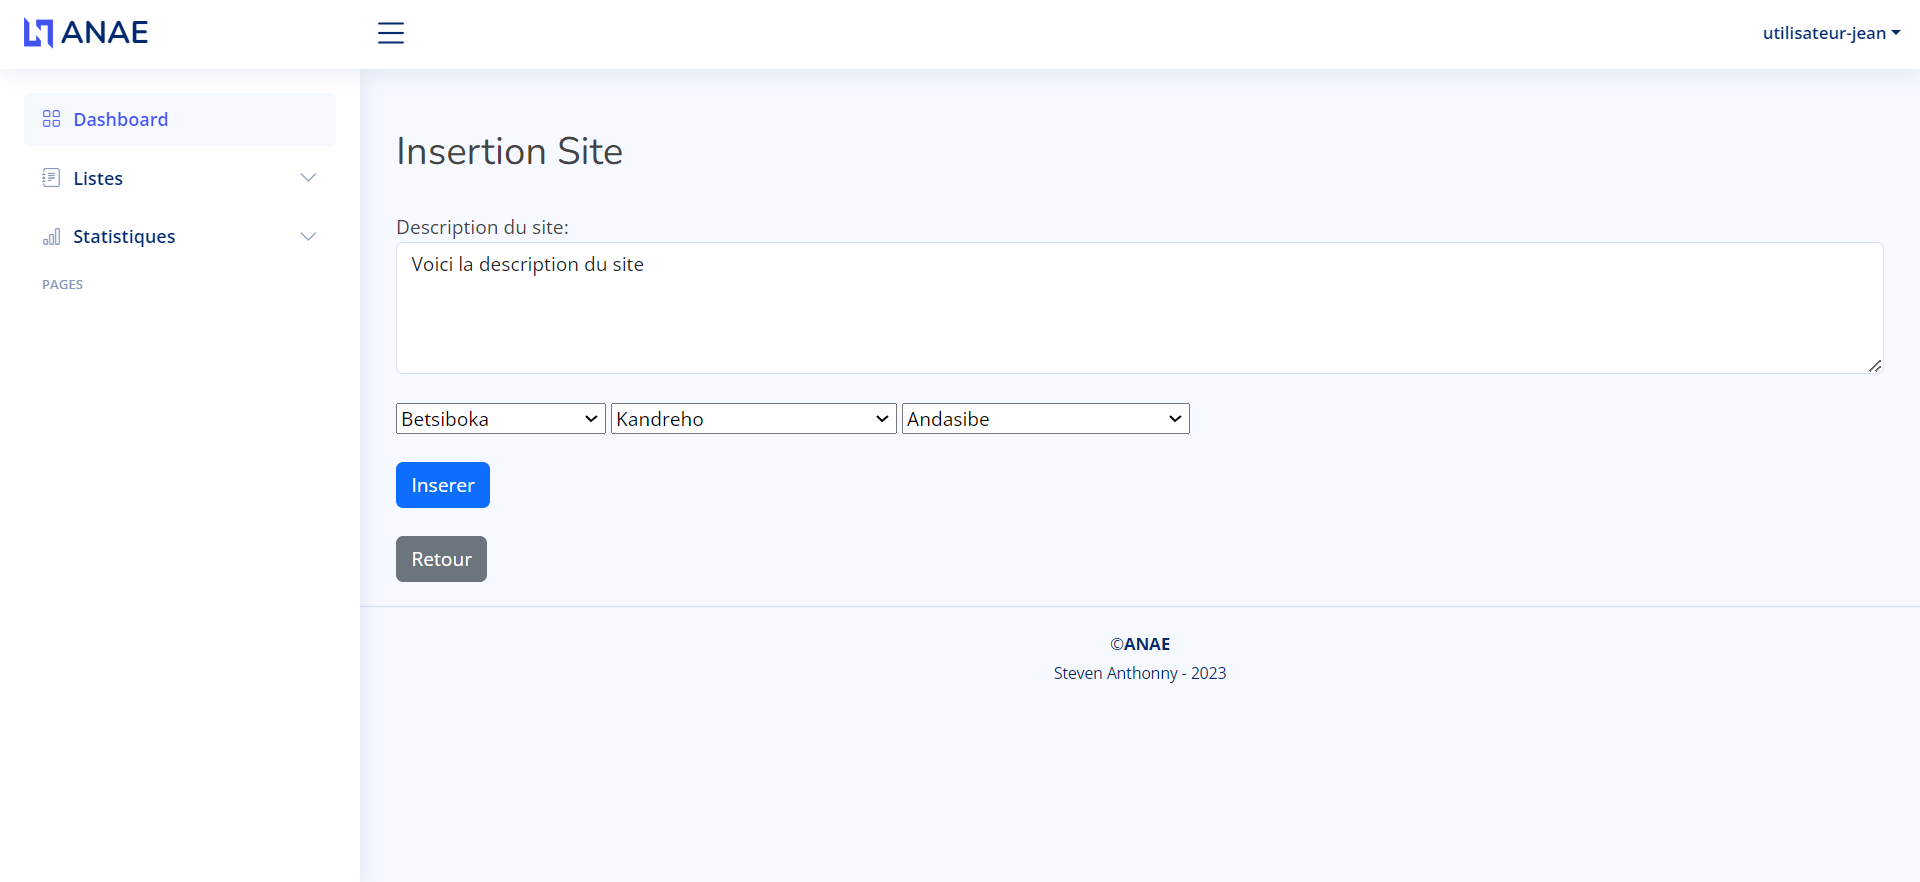 ANAE
utilisateur-jean
Dashboard
Listes
Statistiques
PAGES
Insertion Site
Description du site:
Voici la description du site
Betsiboka Kandreho Andasibe
Inserer
Retour
©ANAE
Steven Anthonny - 2023